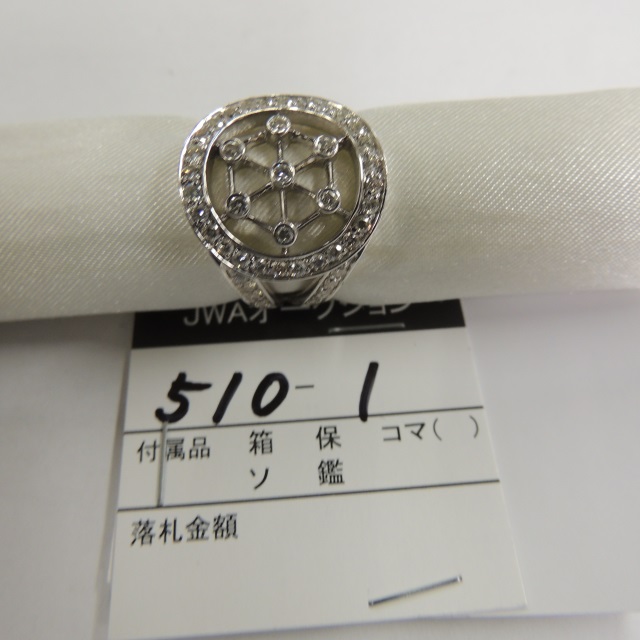 JWAオークション
510-1
付属品 箱 保 コマ( )
ソ 鑑
落札金額